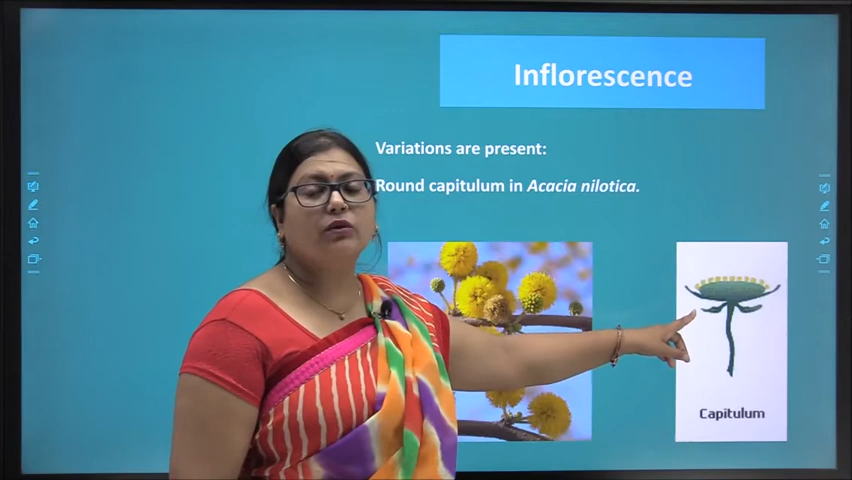 Inflorescence
Variations are present:
Round capitulum in Acacia nilotica.
Capitulum